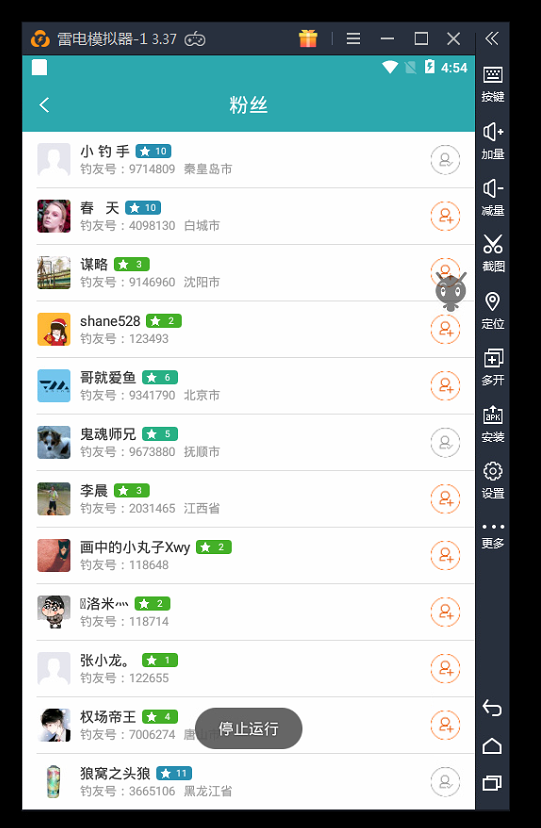 雷电模拟器-1 3.37
4:54
粉丝
小 钓 手 10
钓友号：9714809 秦皇岛市
春 天 10
钓友号：4098130 白城市
谋略 3
钓友号：9146960 沈阳市
shane528 2
钓友号：123493
哥就爱鱼 6
钓友号：9341790 北京市
鬼魂师兄 5
钓友号：9673880 抚顺市
李晨 3
钓友号：2031465 江西省
画中的小丸子Xwy 2
钓友号：118648
洛米 2
钓友号：118714
张小龙。 1
钓友号：122655
权场帝王 4
钓友号：7006274 唐山市
停止运行
狼窝之头狼 11
钓友号：3665106 黑龙江省
按键
加量
减量
截图
定位
多开
APK
安装
设置
更多